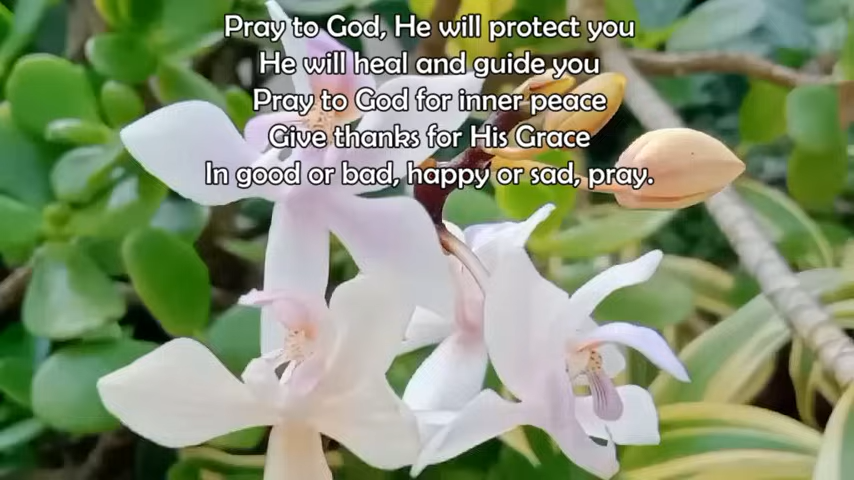 Pray to God, He will protect you
He will heal and guide you
Pray to God for inner peace
Give thanks for His Grace
In good or bad, happy or sad, pray.